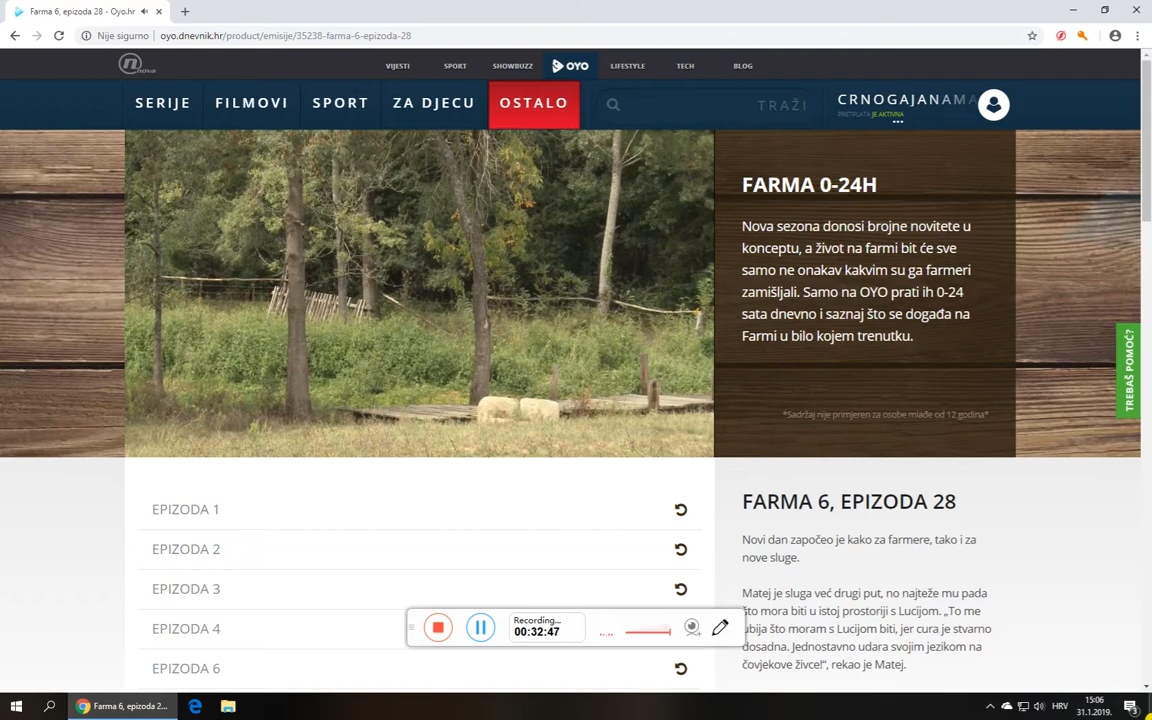 Farma 6, epizoda 28 - Oyo.hr
Nije sigurno
oyo.dnevnik.hr/product/emisije/35238-farma-6-epizoda-28
nova
VIJESTI
SPORT
SHOWBUZZ
OYO
LIFESTYLE
TECH
BLOG
SERIJE
FILMOVI
SPORT
ZA DJECU
OSTALO
TRAŽI
CRNOGAJANAMA
PRETPLATA JE AKTIVNA
FARMA 0-24H
Nova sezona donosi brojne novitete u
konceptu, a život na farmi bit će sve
samo ne onakav kakvim su ga farmeri
zamišljali. Samo na OYO prati ih 0-24
sata dnevno i saznaj što se događa na
Farmi u bilo kojem trenutku.
*Sadržaj nije primjeren za osobe mlađe od 12 godina*
TREBAŠ POMOĆ?
EPIZODA 1
EPIZODA 2
EPIZODA 3
EPIZODA 4
EPIZODA 6
FARMA 6, EPIZODA 28
Novi dan započeo je kako za farmere, tako i za
nove sluge.
Matej je sluga već drugi put, no najteže mu pada
što mora biti u istoj prostoriji s Lucijom. „To me
ubija što moram s Lucijom biti, jer cura je stvarno
dosadna. Jednostavno udara svojim jezikom na
čovjekove živce!“, rekao je Matej.
Recording...
00:32:47
Farma 6, epizoda 2...
HRV
15:06
31.1.2019.
3